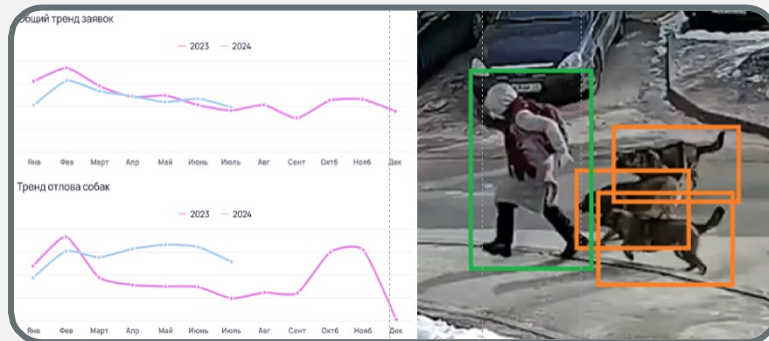 Общий тренд заявок
2023 2024
Янв Фев Март Апр Май Июнь Июль Авг Сент Октб Нояб Дек
Тренд отлова собак
2023 2024
Янв Фев Март Апр Май Июнь Июль Авг Сент Октб Нояб Дек